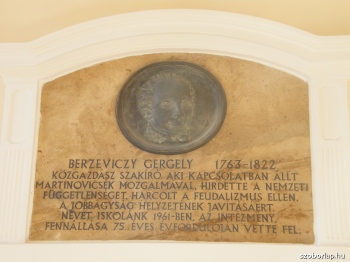 BERZEVICZY GERGELY 1763-1822
KÖZGAZDÁSZ SZAKÍRÓ, AKI KAPCSOLATBAN ÁLLT
MARTINOVICSEK MOZGALMÁVAL, HIRDETTE A NEMZETI
FÜGGETLENSÉGET, HARCOLT A FEUDALIZMUS ELLEN,
A JOBBÁGYSÁG HELYZETÉNEK JAVÍTÁSÁÉRT.
NEVÉT ISKOLÁNK 1961-BEN, AZ INTÉZMÉNY
FENNÁLLÁSA 75. ÉVES ÉVFORDULÓJÁN VETTE FEL.
szoborlap.hu